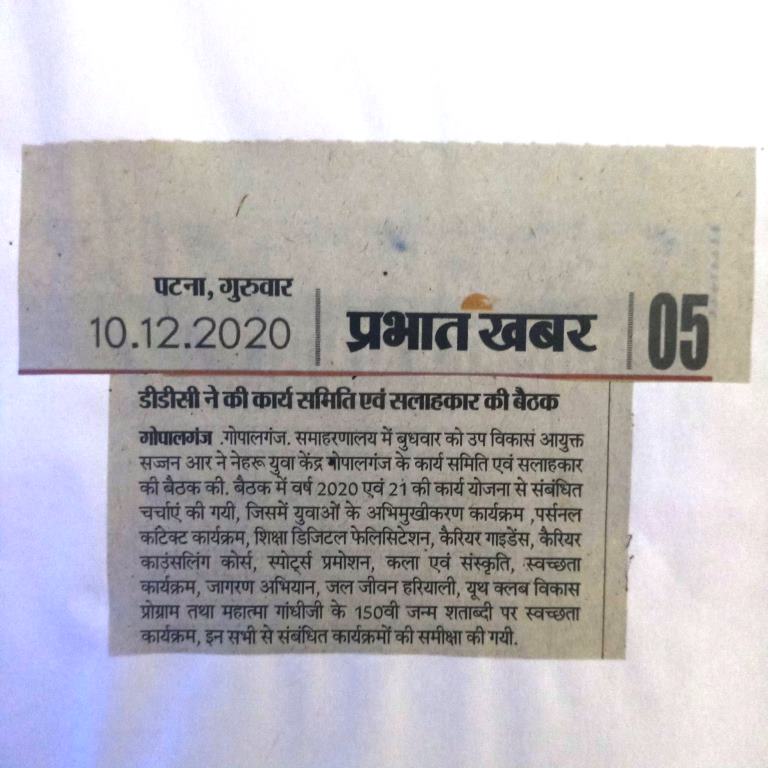 पटना, गुरुवार
10.12.2020
प्रभात खबर
05
डीडीसी ने की कार्य समिति एवं सलाहकार की बैठक
गोपालगंज .गोपालगंज. समाहरणालय में बुधवार को उप विकास आयुक्त
सज्जन आर ने नेहरू युवा केंद्र गोपालगंज के कार्य समिति एवं सलाहकार
की बैठक की. बैठक में वर्ष 2020 एवं 21 की कार्य योजना से संबंधित
चर्चाएं की गयी, जिसमें युवाओं के अभिमुखीकरण कार्यक्रम ,पर्सनल
कांटेक्ट कार्यक्रम, शिक्षा डिजिटल फेलिसिटेशन, कैरियर गाइडेंस, कैरियर
काउंसलिंग कोर्स, स्पोर्ट्स प्रमोशन, कला एवं संस्कृति, स्वच्छता
कार्यक्रम, जागरण अभियान, जल जीवन हरियाली, यूथ क्लब विकास
प्रोग्राम तथा महात्मा गांधीजी के 150वी जन्म शताब्दी पर स्वच्छता
कार्यक्रम, इन सभी से संबंधित कार्यक्रमों की समीक्षा की गयी.